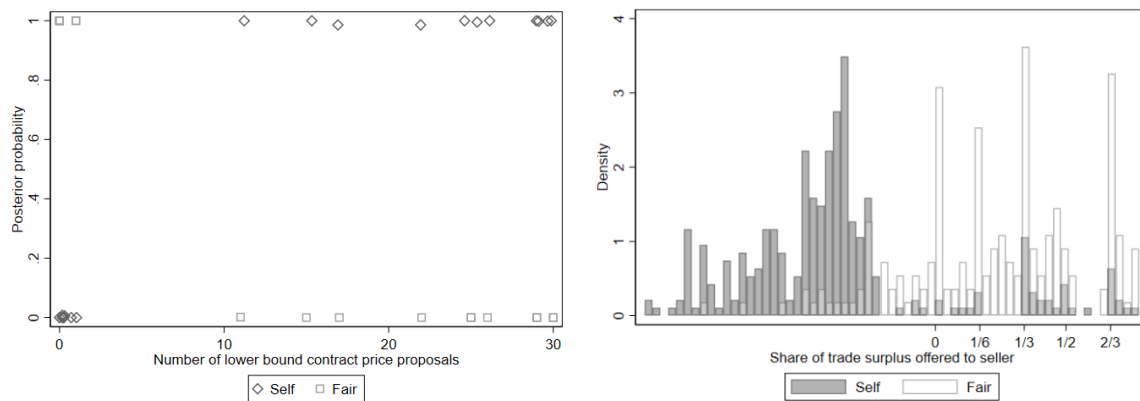 Posterior probability
1
.8
.6
.4
.2
0
0 10 20 30
Number of lower bound contract price proposals
Self Fair
Density
4
3
2
1
0
0 1/6 1/3 1/2 2/3
Share of trade surplus offered to seller
Self Fair